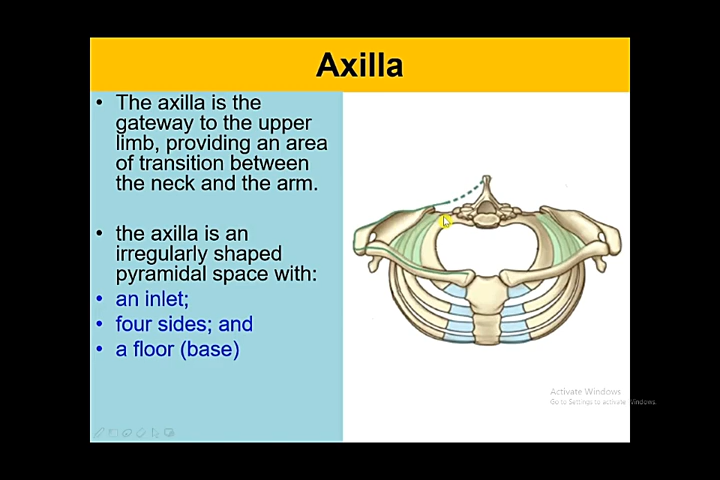 Axilla
• The axilla is the
gateway to the upper
limb, providing an area
of transition between
the neck and the arm.
• the axilla is an
irregularly shaped
pyramidal space with:
• an inlet;
• four sides; and
• a floor (base)
Activate Windows
Go to Settings to activate Windows.